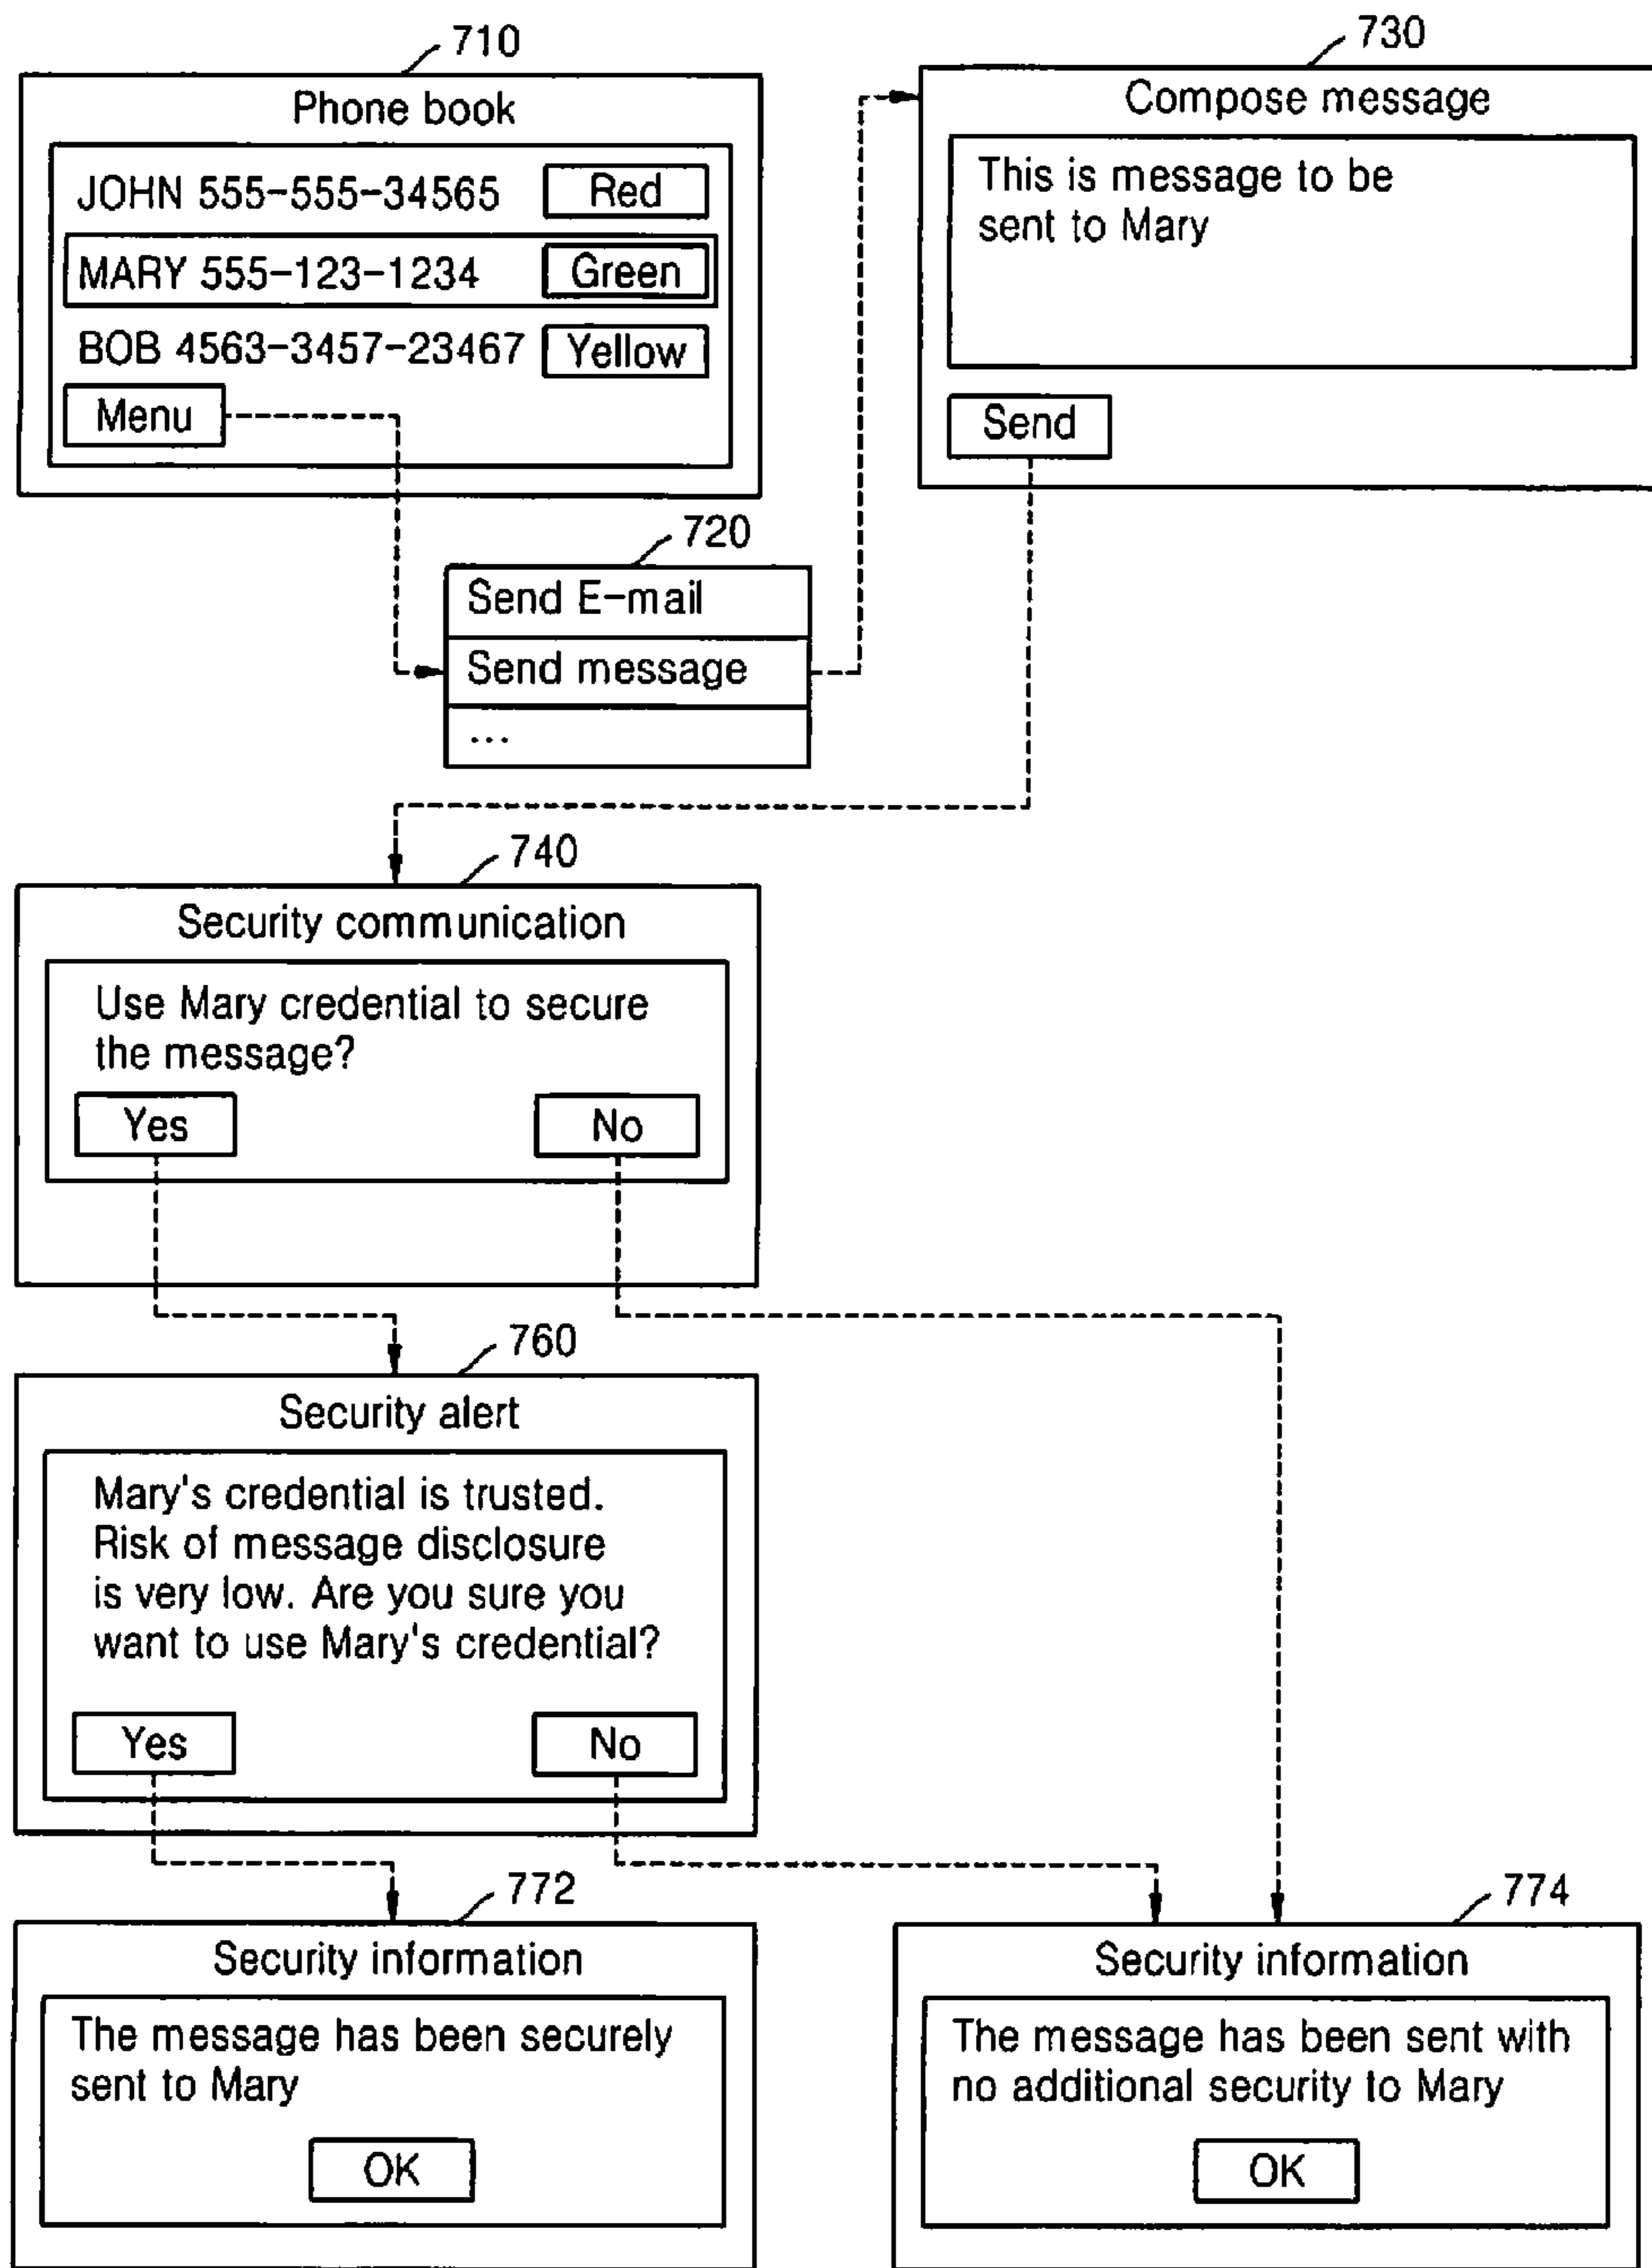 710
Phone book
JOHN 555-555-34565 Red
MARY 555-123-1234 Green
BOB 4563-3457-23467 Yellow
Menu
730
Compose message
This is message to be
sent to Mary
Send
720
Send E-mail
Send message
...
740
Security communication
Use Mary credential to secure
the message?
Yes No
760
Security alert
Mary's credential is trusted.
Risk of message disclosure
is very low. Are you sure you
want to use Mary's credential?
Yes No
772
Security information
The message has been securely
sent to Mary
OK
774
Security information
The message has been sent with
no additional security to Mary
OK